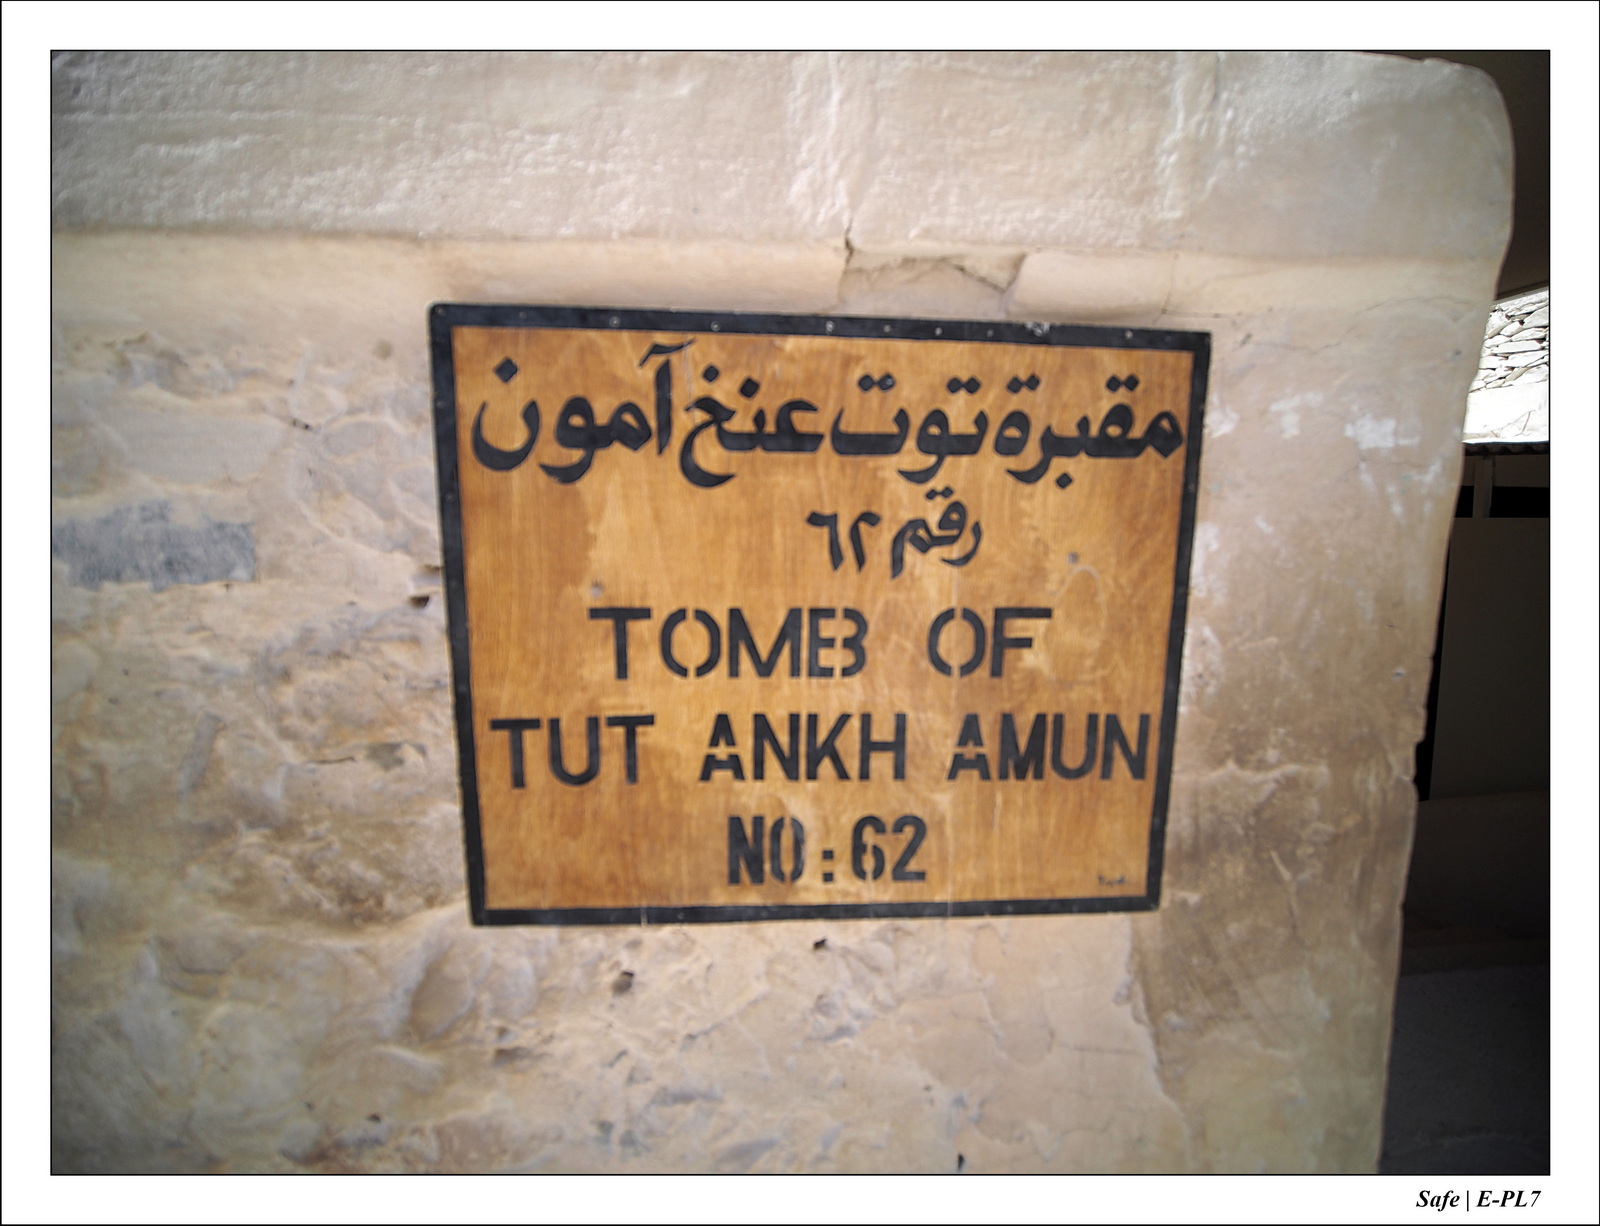 مقبرة توت عنخ آمون
رقم ٦٢
TOMB OF
TUT ANKH AMUN
NO: 62
Safe | E-PL7